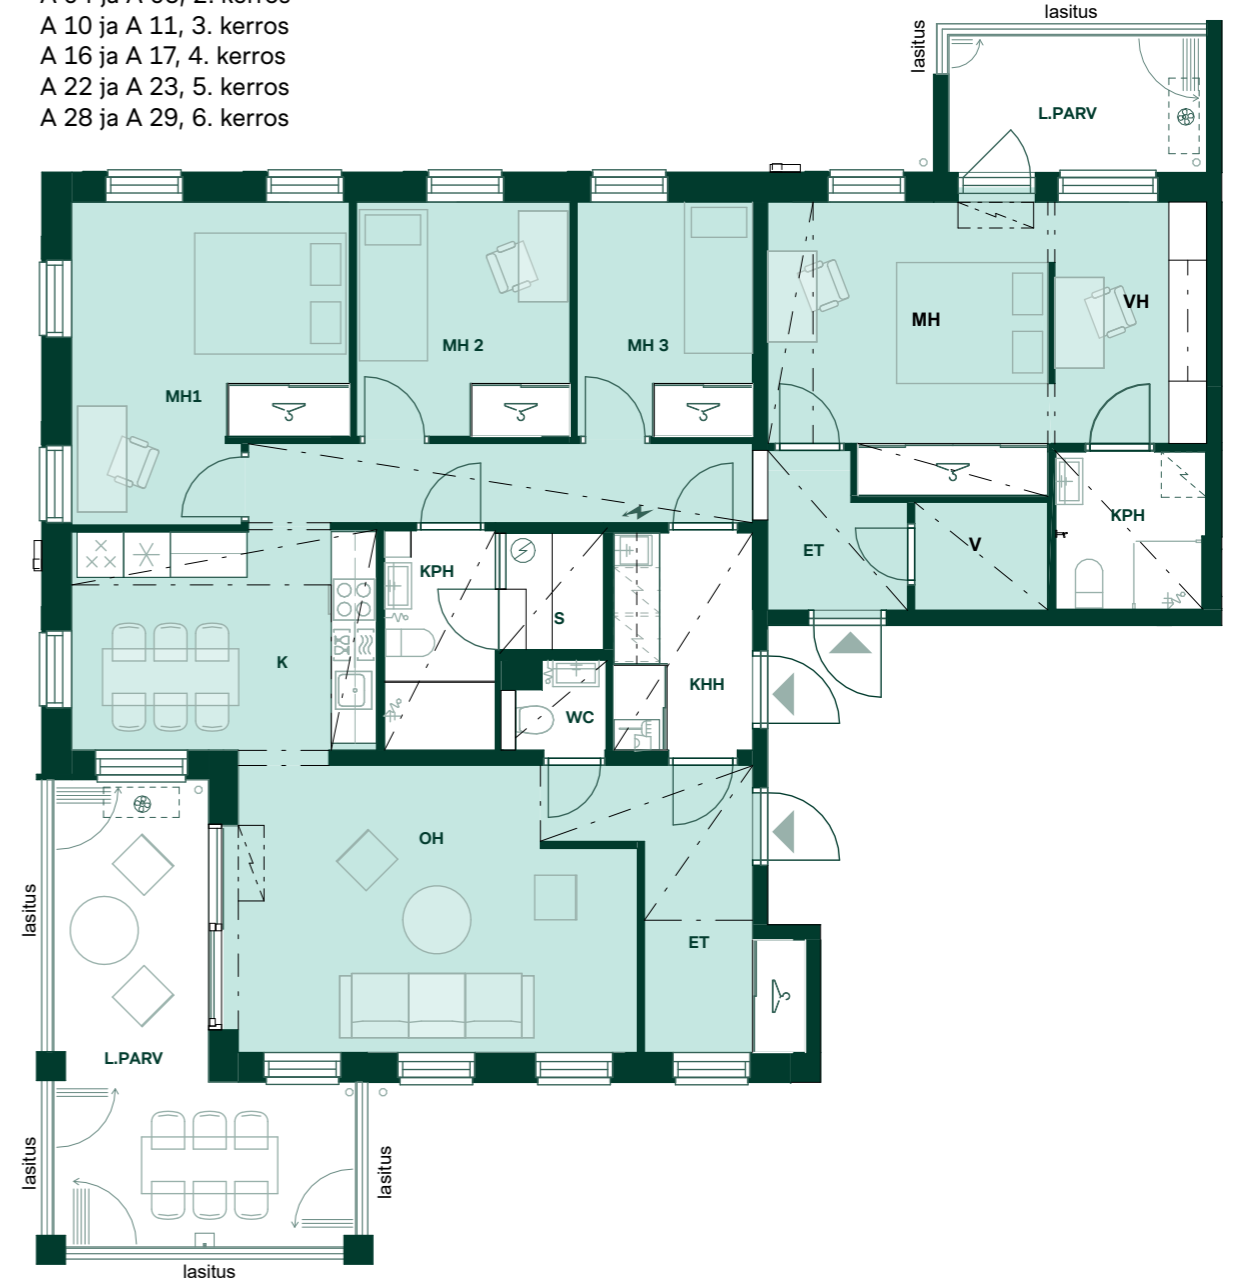 A 10 ja A 11, 3. kerros
A 16 ja A 17, 4. kerros
A 22 ja A 23, 5. kerros
A 28 ja A 29, 6. kerros
lasitus
lasitus
L.PARV
MH1
MH 2
MH 3
MH
VH
KPH
ET
V
K
KPH
S
WC
KHH
OH
ET
lasitus
L.PARV
lasitus
lasitus
lasitus